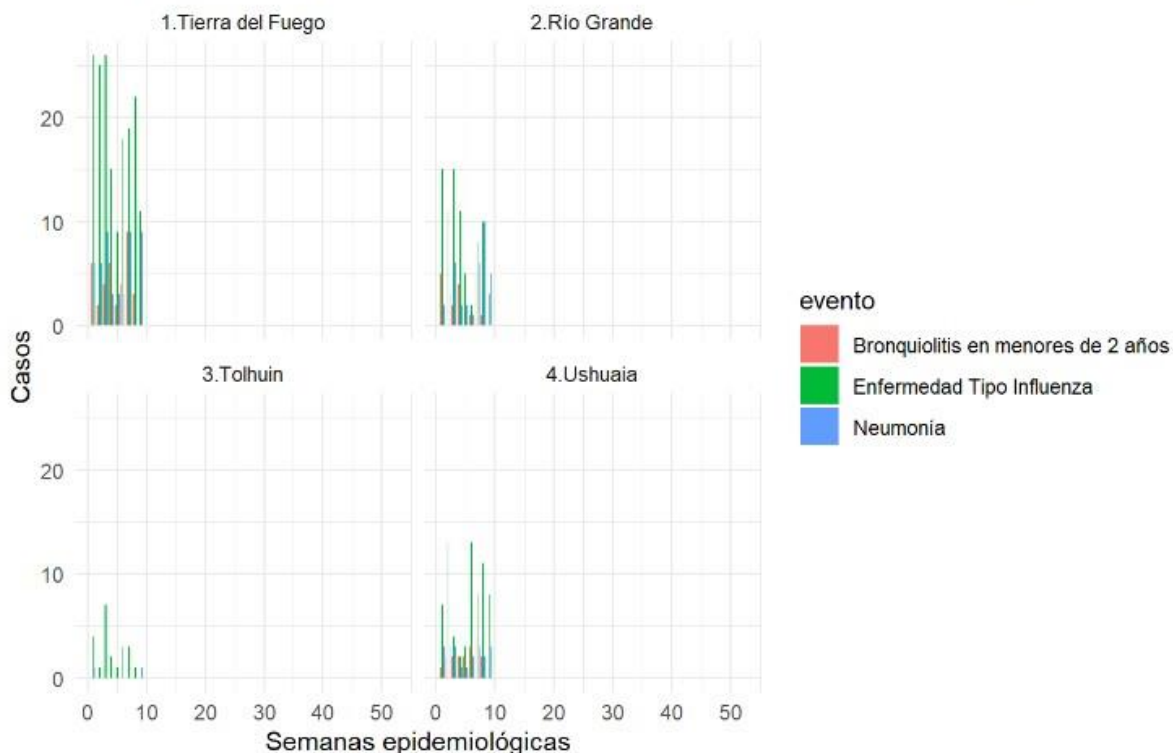 1.Tierra del Fuego
2.Río Grande
20
10
0
3.Tolhuin
4.Ushuaia
20
10
0
0 10 20 30 40 50
0 10 20 30 40 50
Casos
Semanas epidemiológicas
evento
Bronquiolitis en menores de 2 años
Enfermedad Tipo Influenza
Neumonía